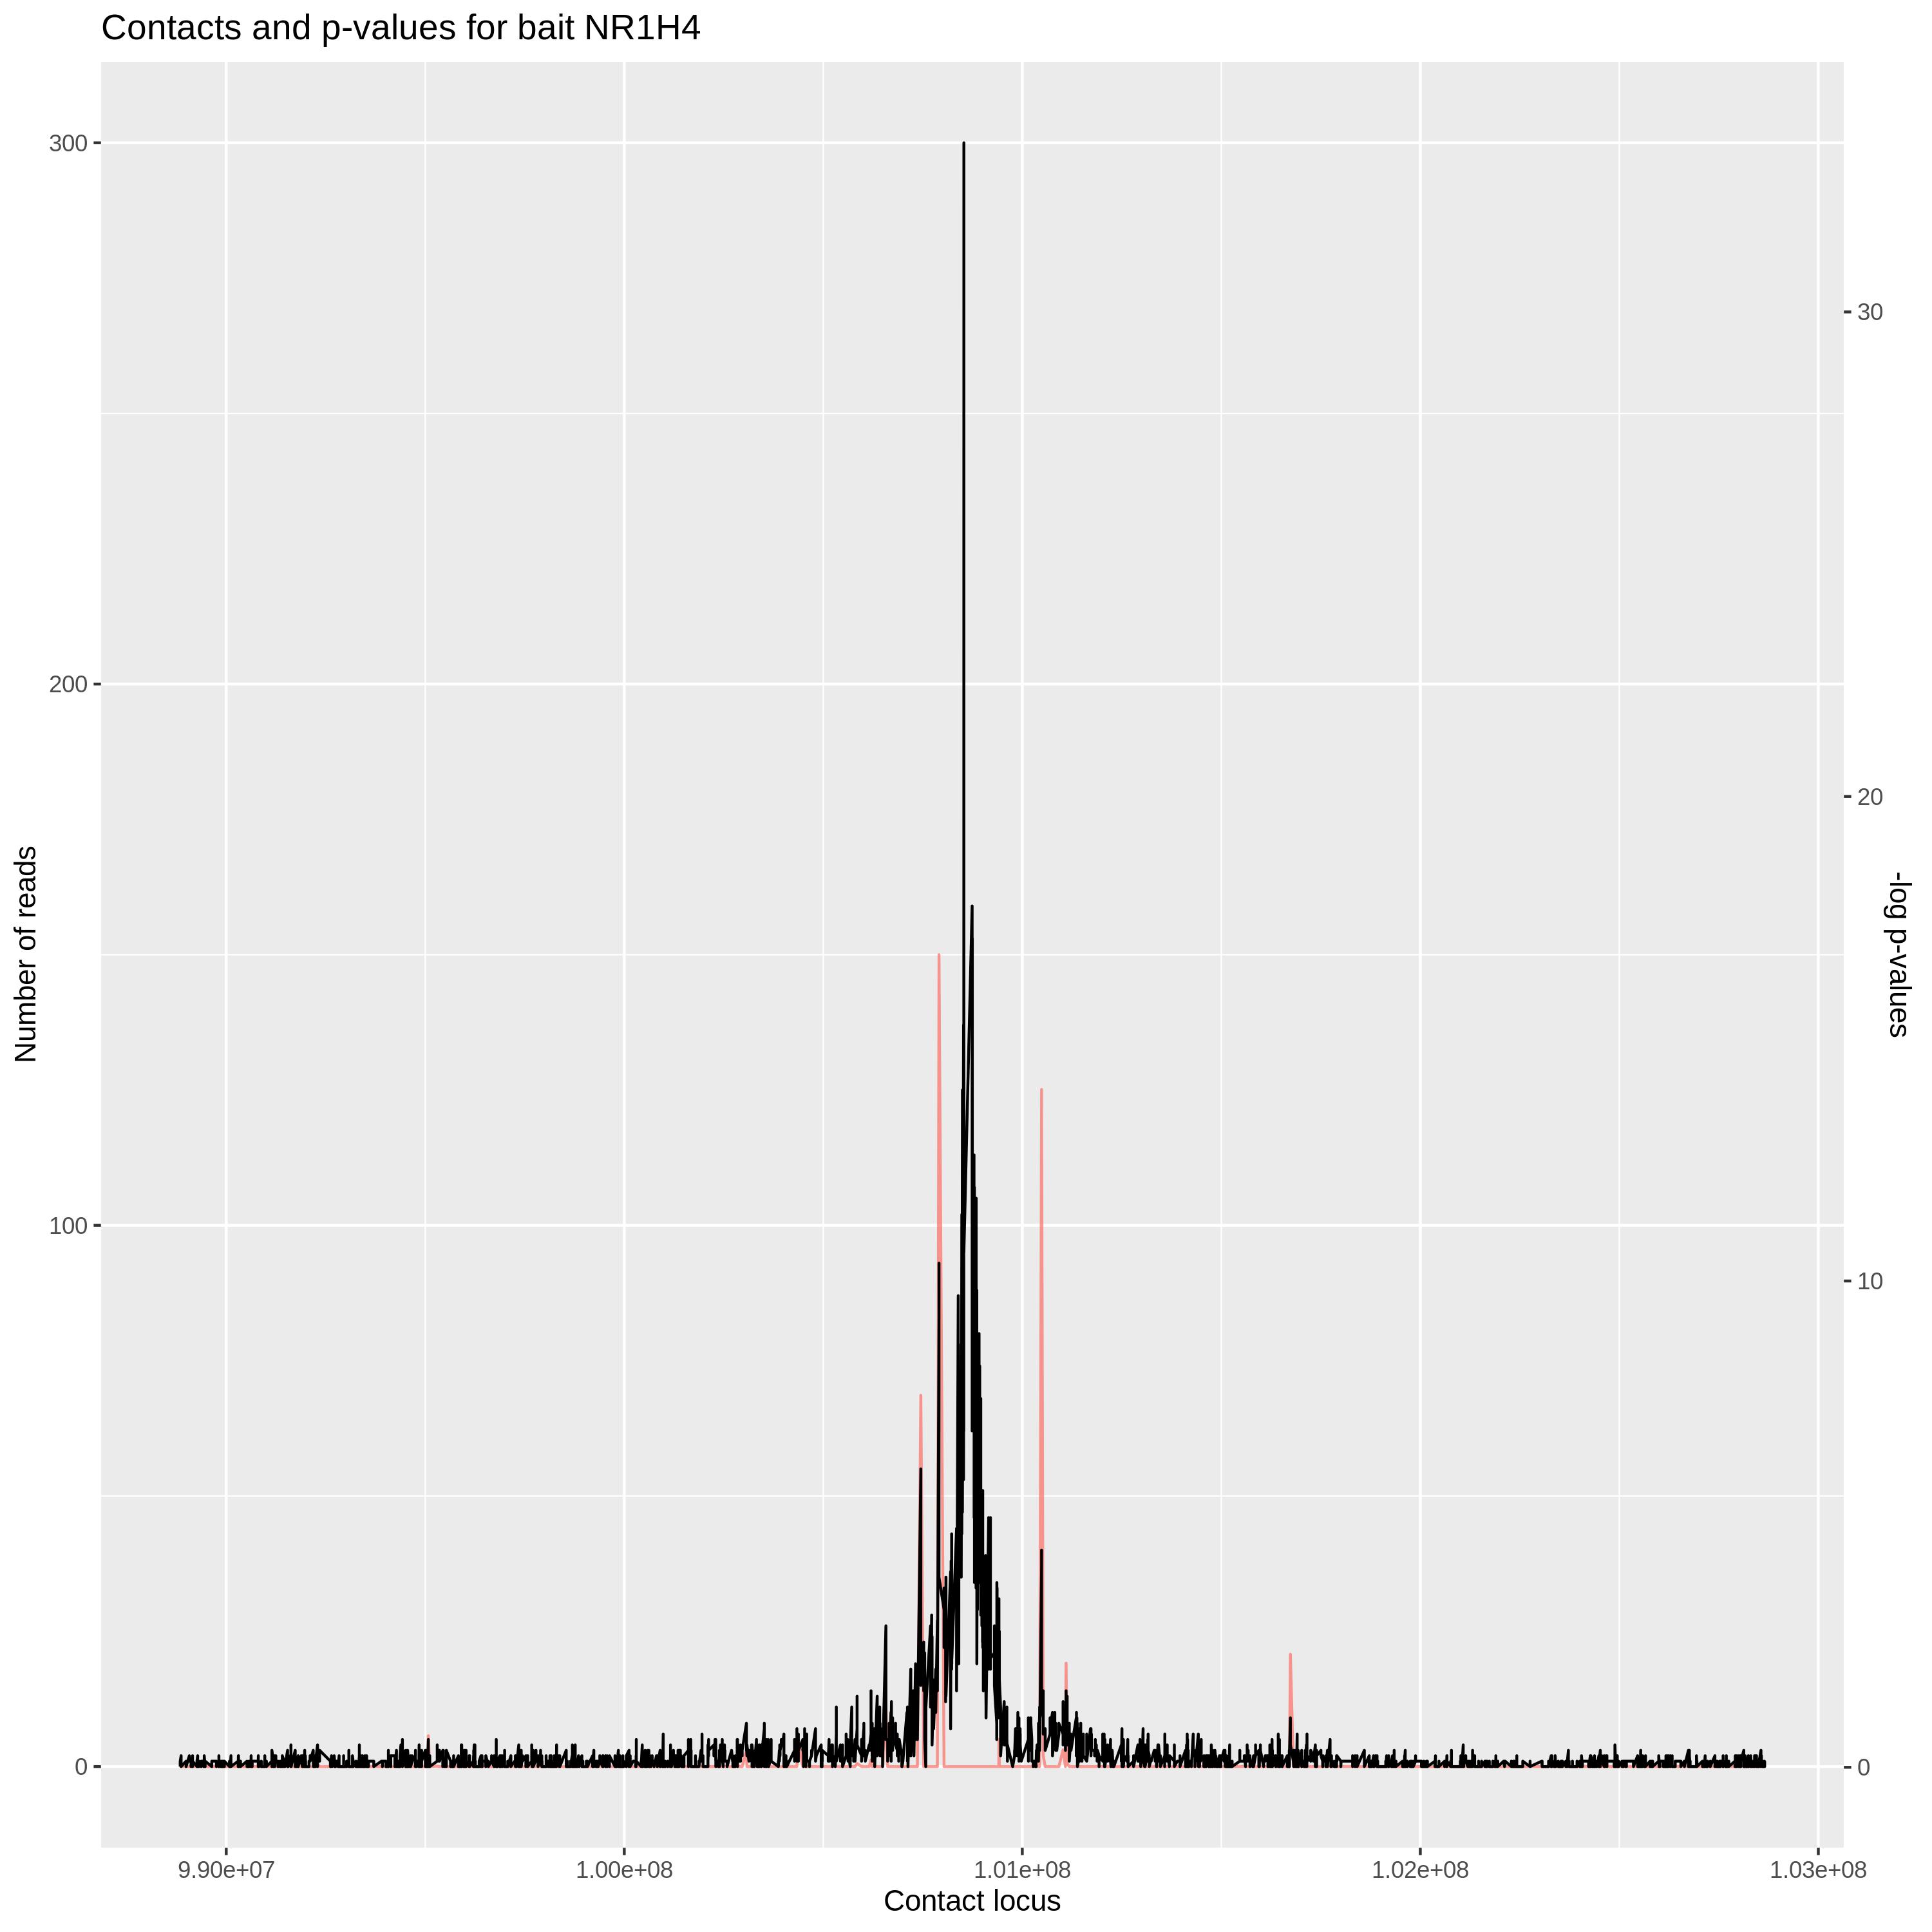 Contacts and p-values for bait NR1H4
300
200
100
0
Number of reads
30
20
10
0
-log p-values
9.90e+07
1.00e+08
1.01e+08
1.02e+08
1.03e+08
Contact locus